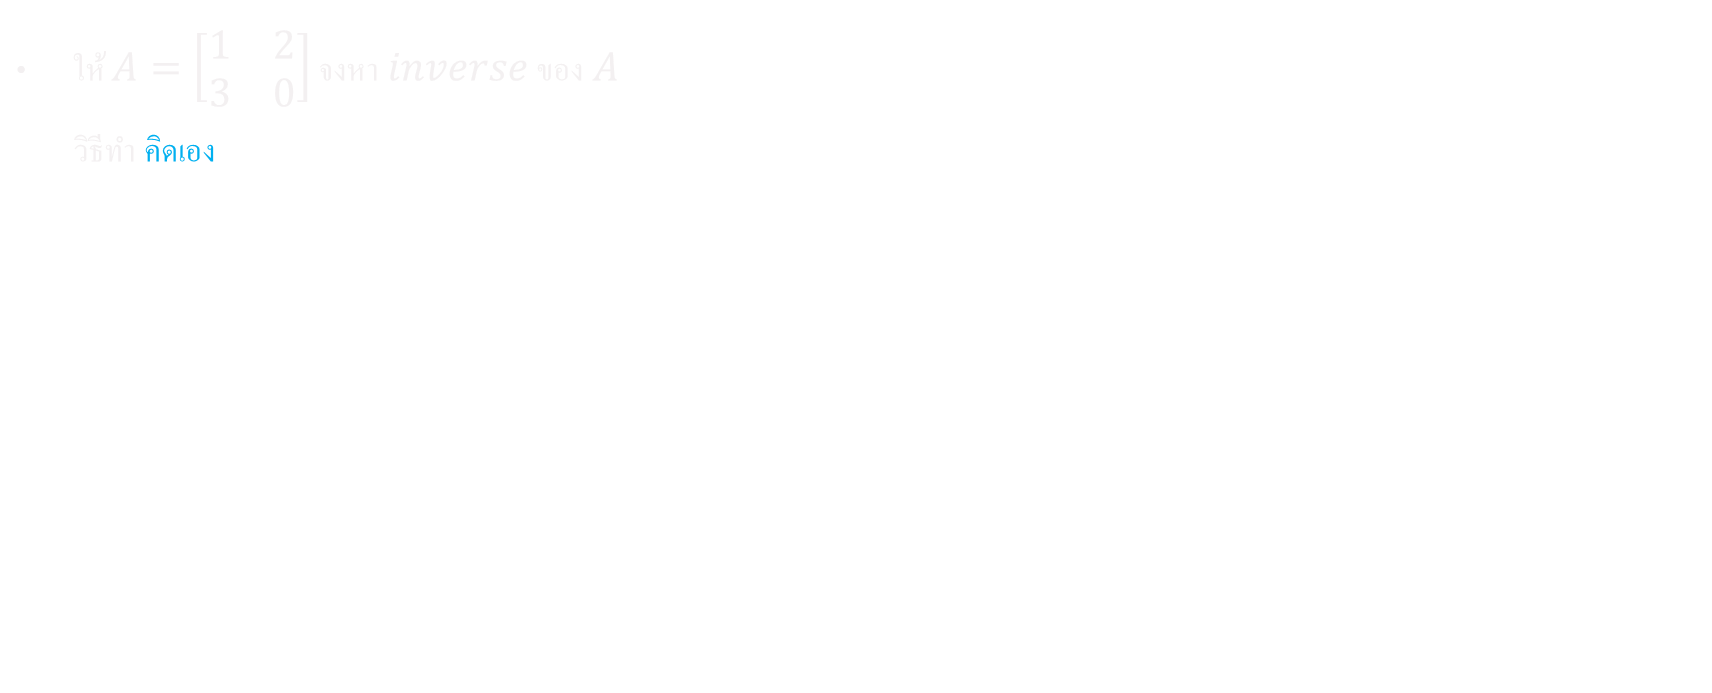 • ให้ A = [1 2; 3 0] จงหา inverse ของ A
วิธีทำ คิดเอง